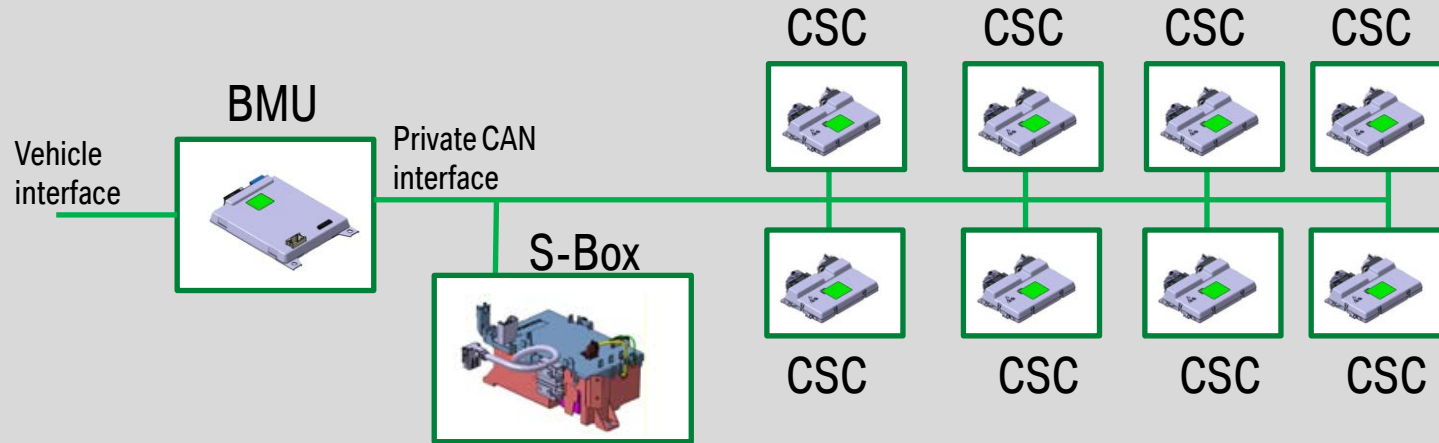 CSC CSC CSC CSC
BMU
Vehicle
interface
Private CAN
interface
S-Box
CSC CSC CSC CSC